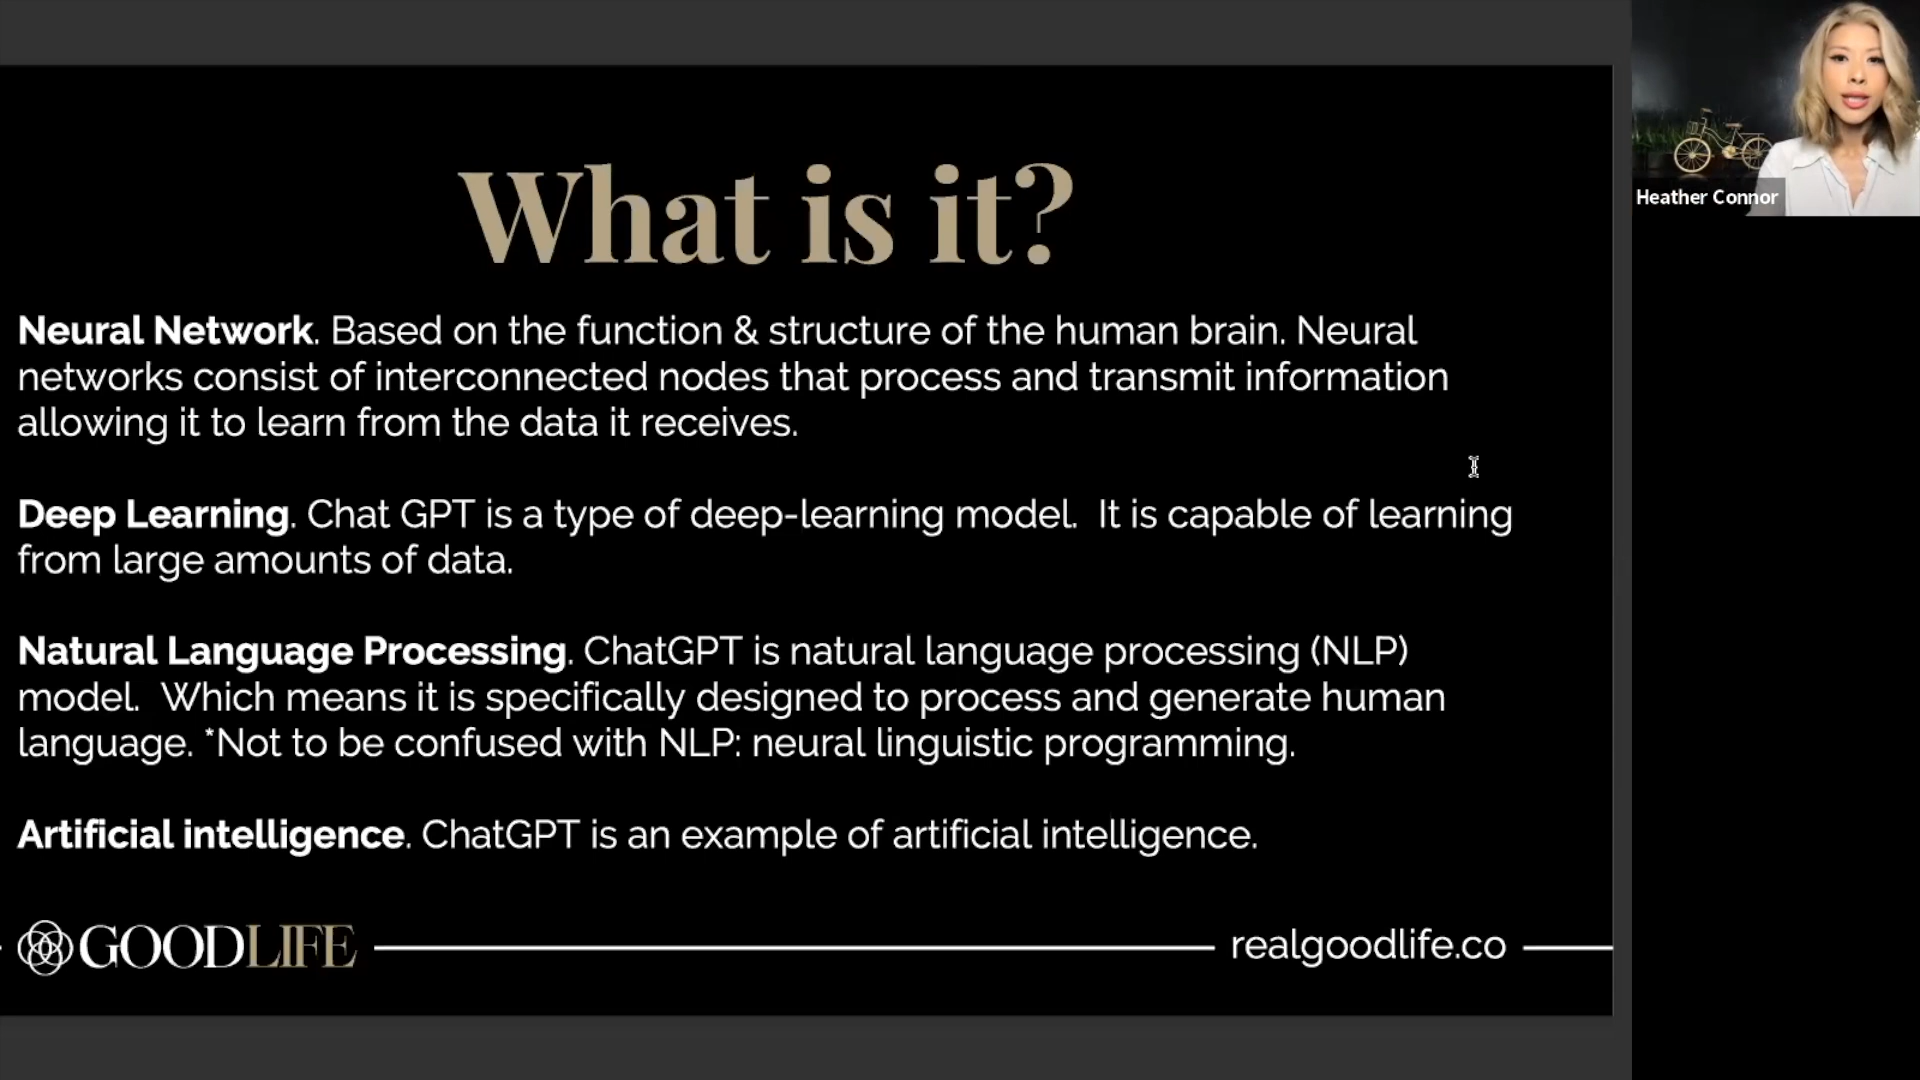 What is it?
Neural Network. Based on the function & structure of the human brain. Neural
networks consist of interconnected nodes that process and transmit information
allowing it to learn from the data it receives.
Deep Learning. Chat GPT is a type of deep-learning model.  It is capable of learning
from large amounts of data.
Natural Language Processing. ChatGPT is natural language processing (NLP)
model.  Which means it is specifically designed to process and generate human
language. *Not to be confused with NLP: neural linguistic programming.
Artificial intelligence. ChatGPT is an example of artificial intelligence.
GOODLIFE
realgoodlife.co
Heather Connor